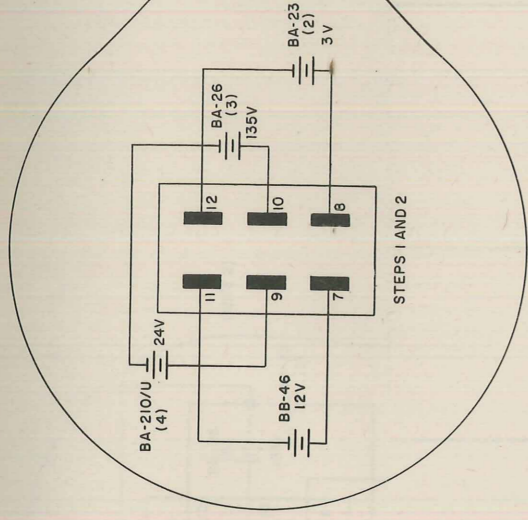 BA-23
(2)
3V
BA-26
(3)
135V
12
10
8
11
9
7
BA-210/U
(4)
24V
BB-46
12V
STEPS 1 AND 2